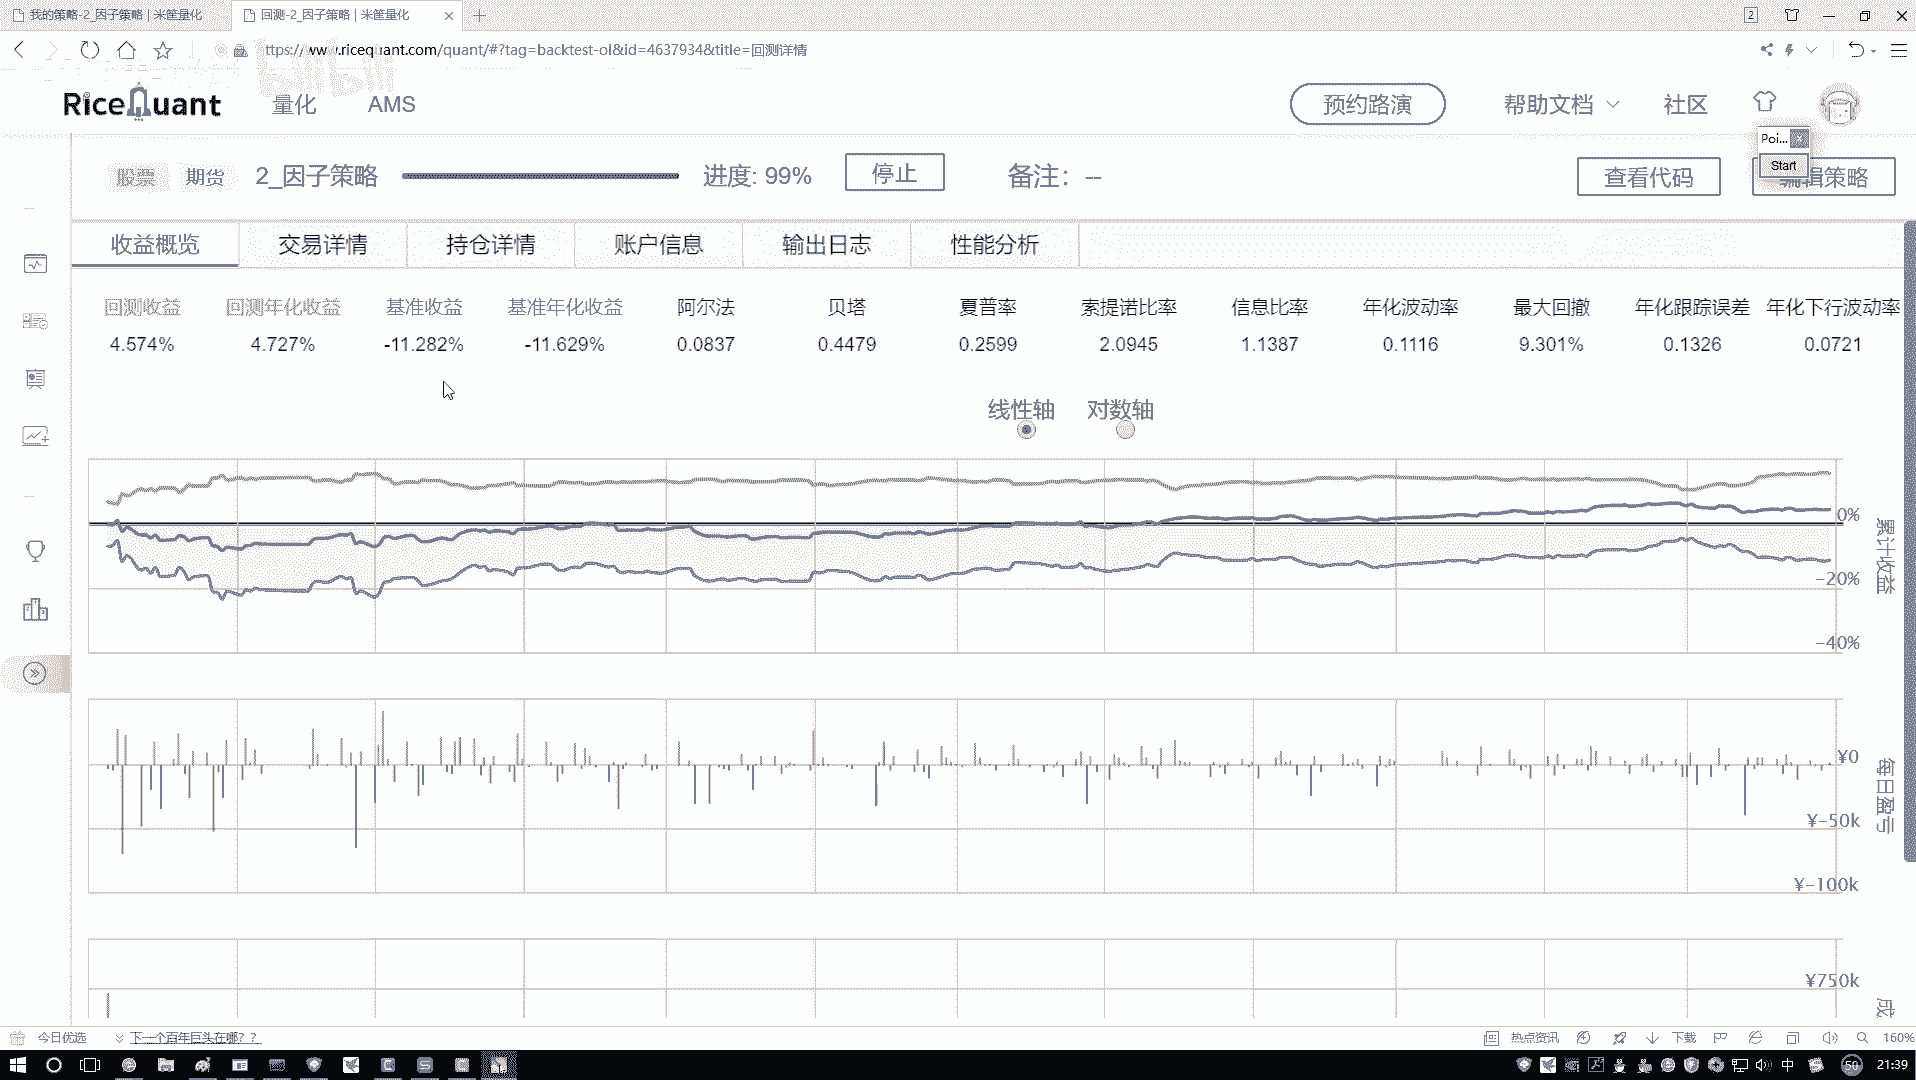 我的策略-2_因子策略 | 米筐量化
回测-2_因子策略 | 米筐量化
2
ttps://www.ricequant.com/quant/#?tag=backtest-ol&id=4637934&title=回测详情
bilibili
RiceQuant 量化 AMS 预约路演 帮助文档 社区
Poi...
Start
股票 期货 2_因子策略 进度: 99% 停止 备注: -- 查看代码 编辑策略
收益概览 交易详情 持仓详情 账户信息 输出日志 性能分析
回测收益 回测年化收益 基准收益 基准年化收益 阿尔法 贝塔 夏普率 索提诺比率 信息比率 年化波动率 最大回撤 年化跟踪误差 年化下行波动率
4.574% 4.727% -11.282% -11.629% 0.0837 0.4479 0.2599 2.0945 1.1387 0.1116 9.301% 0.1326 0.0721
线性轴 对数轴
0%
-20%
-40%
累计收益
¥0
¥-50k
¥-100k
每日盈亏
¥750k
成
今日优选 下一个百年巨头在哪？？ 热点资讯 下载 160%
中 50 21:39